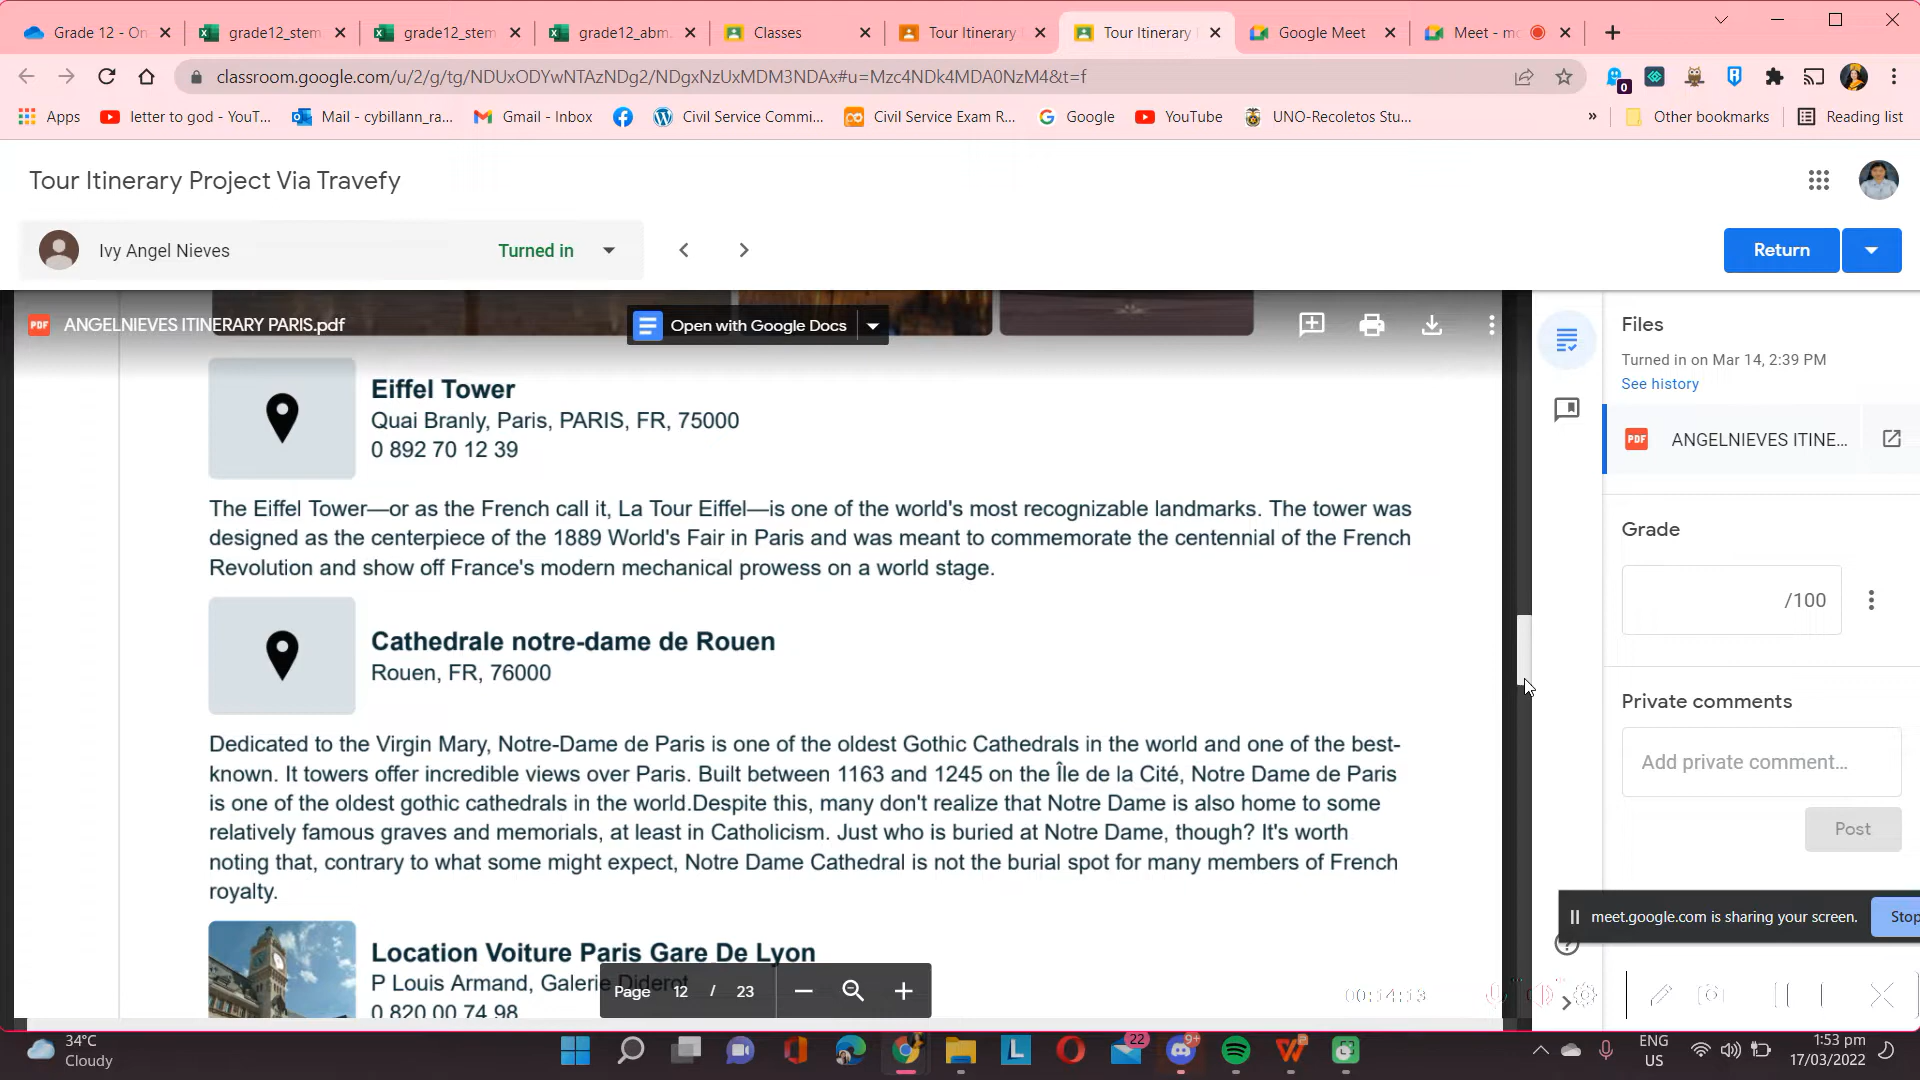 Grade 12 - On
grade12_stem
grade12_stem
grade12_abm
Classes
Tour Itinerary
Tour Itinerary
Google Meet
Meet - m
classroom.google.com/u/2/g/tg/NDUxODYwNTAzNDg2/NDgxNzUxMDM3NDAx#u=Mzc4NDk4MDA0NzM4&t=f
0
Apps
letter to god - YouT...
Mail - cybillann_ra...
Gmail - Inbox
Civil Service Commi...
Civil Service Exam R...
Google
YouTube
UNO-Recoletos Stu...
»
Other bookmarks
Reading list
Tour Itinerary Project Via Travefy
Ivy Angel Nieves
Turned in
Return
PDF
ANGELNIEVES ITINERARY PARIS.pdf
Open with Google Docs
Eiffel Tower
Quai Branly, Paris, PARIS, FR, 75000
0 892 70 12 39
The Eiffel Tower—or as the French call it, La Tour Eiffel—is one of the world's most recognizable landmarks. The tower was
designed as the centerpiece of the 1889 World's Fair in Paris and was meant to commemorate the centennial of the French
Revolution and show off France's modern mechanical prowess on a world stage.
Cathedrale notre-dame de Rouen
Rouen, FR, 76000
Dedicated to the Virgin Mary, Notre-Dame de Paris is one of the oldest Gothic Cathedrals in the world and one of the best-
known. It towers offer incredible views over Paris. Built between 1163 and 1245 on the Île de la Cité, Notre Dame de Paris
is one of the oldest gothic cathedrals in the world.Despite this, many don't realize that Notre Dame is also home to some
relatively famous graves and memorials, at least in Catholicism. Just who is buried at Notre Dame, though? It's worth
noting that, contrary to what some might expect, Notre Dame Cathedral is not the burial spot for many members of French
royalty.
Location Voiture Paris Gare De Lyon
P Louis Armand, Galerie Diderot
0 820 00 74 98
Page 12 / 23
Files
Turned in on Mar 14, 2:39 PM
See history
PDF
ANGELNIEVES ITINE...
Grade
/100
Private comments
Add private comment...
Post
meet.google.com is sharing your screen.
Stop
00:14:13
34°C
Cloudy
22
9+
ENG
US
1:53 pm
17/03/2022